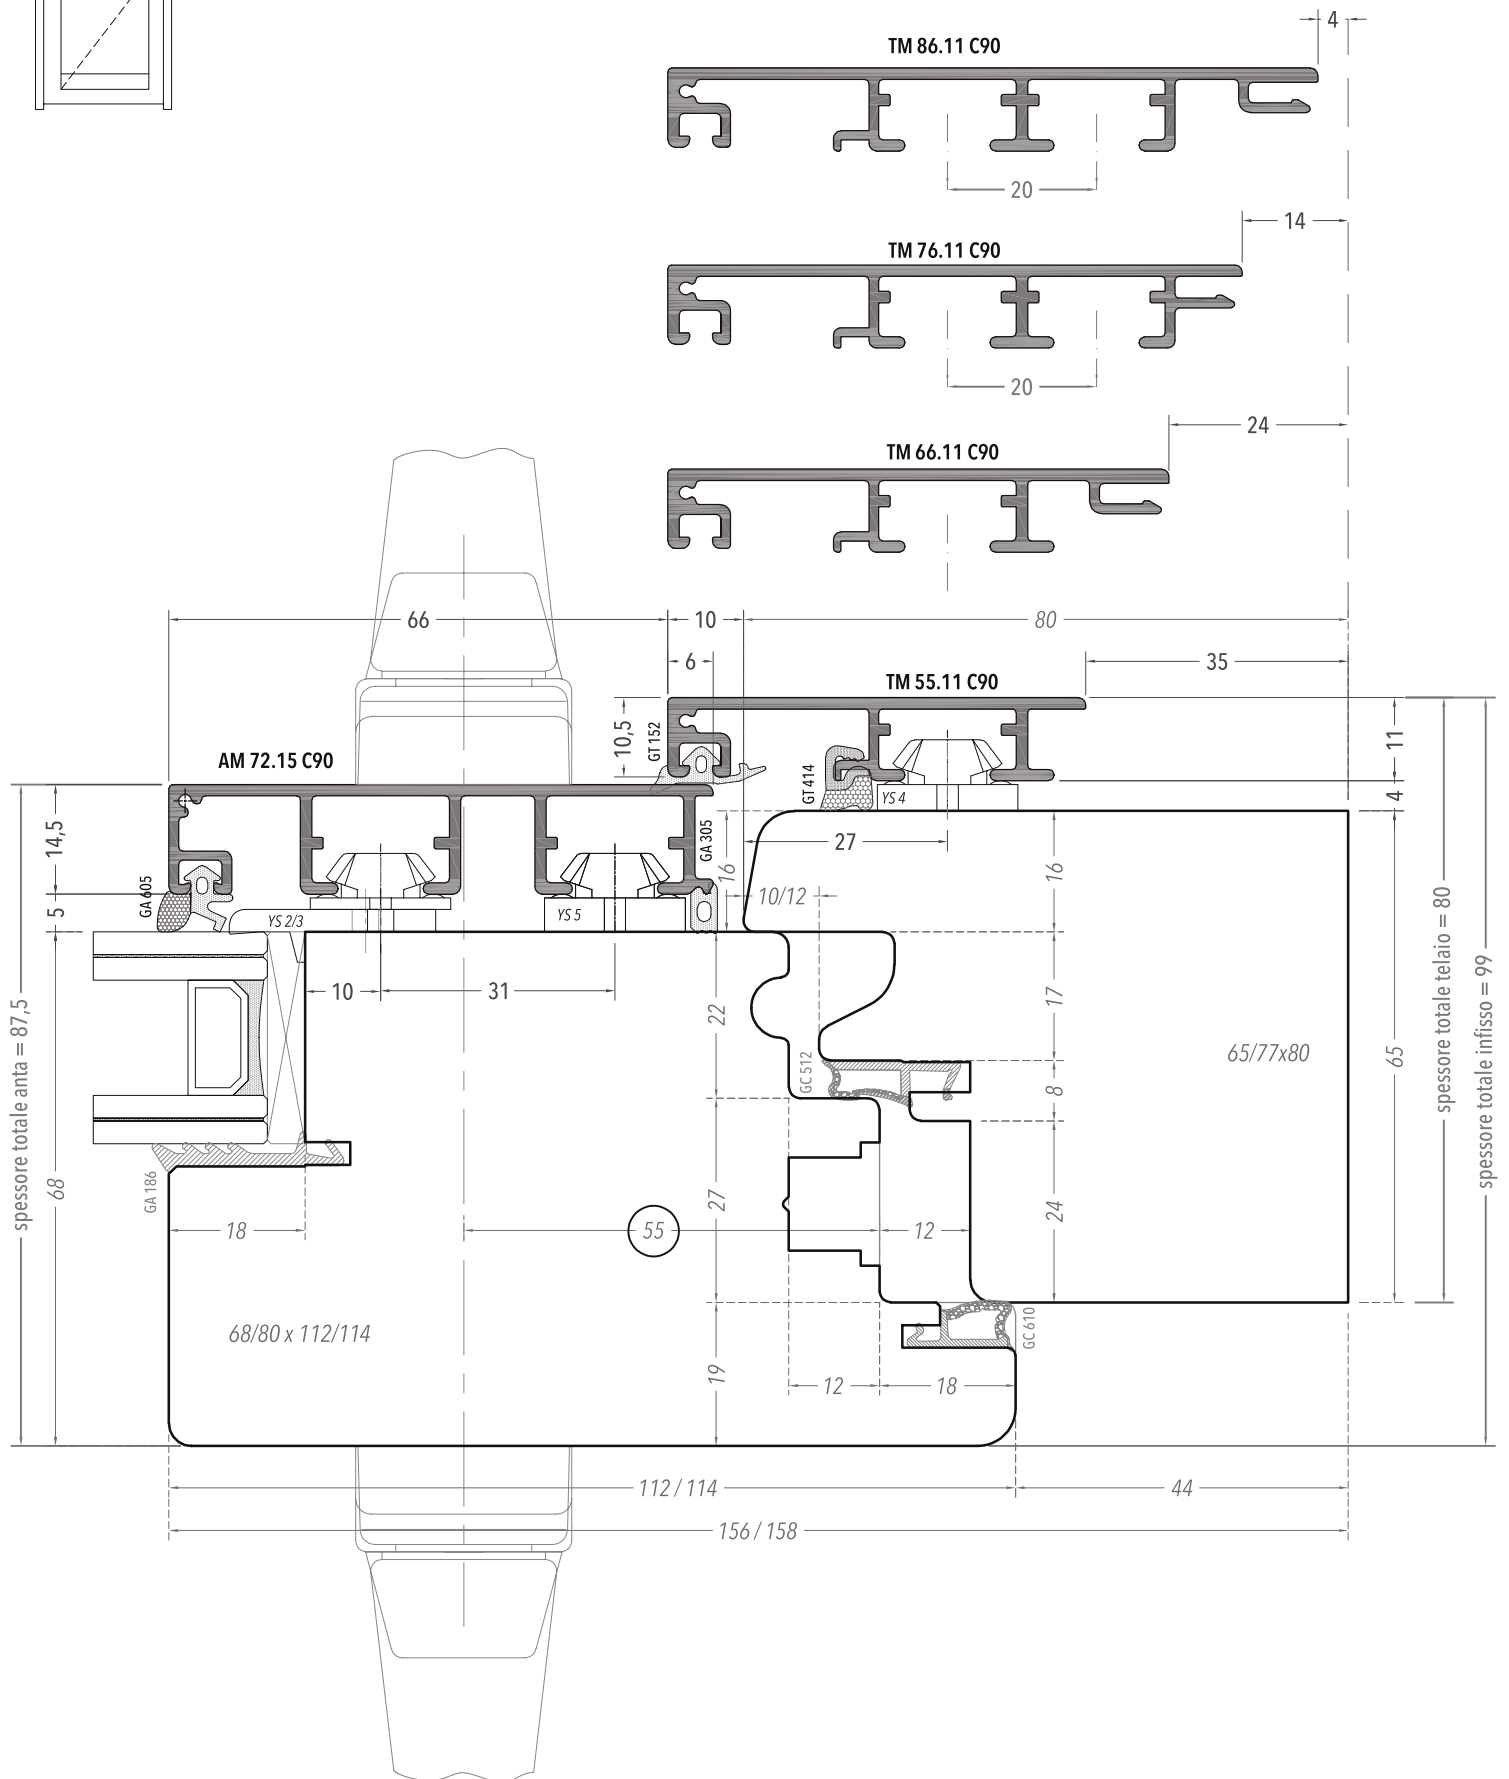 4
TM 86.11 C90
20
14
TM 76.11 C90
20
24
TM 66.11 C90
66
10
80
6
35
TM 55.11 C90
10,5
GT 152
11
AM 72.15 C90
GT 414
YS 4
4
14,5
GA 305
27
16
16
10/12
GA 605
5
YS 2/3
YS 5
10
31
22
17
65/77x80
65
spessore totale anta = 87,5
spessore totale telaio = 80
spessore totale infisso = 99
GC 512
8
68
GA 186
18
55
27
12
24
68/80 x 112/114
GC 610
19
12
18
112 / 114
44
156 / 158